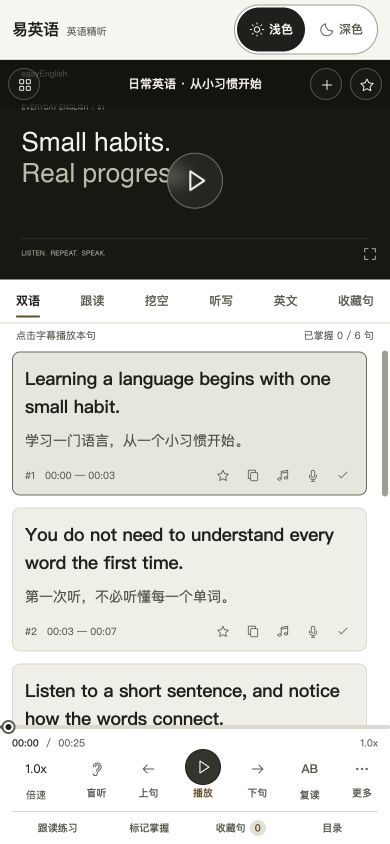 易英语 英语精听
浅色 深色
easyEnglish
日常英语 · 从小习惯开始
EVERYDAY ENGLISH / 01
Small habits.
Real progres
LISTEN. REPEAT. SPEAK.
双语 跟读 挖空 听写 英文 收藏句
点击字幕播放本句 已掌握 0 / 6 句
Learning a language begins with one
small habit.
学习一门语言，从一个小习惯开始。
#1 00:00 — 00:03
You do not need to understand every
word the first time.
第一次听，不必听懂每一个单词。
#2 00:03 — 00:07
Listen to a short sentence, and notice
how the words connect.
00:00 / 00:25 1.0x
1.0x AB
倍速 盲听 上句 播放 下句 复读 更多
跟读练习 标记掌握 收藏句 0 目录